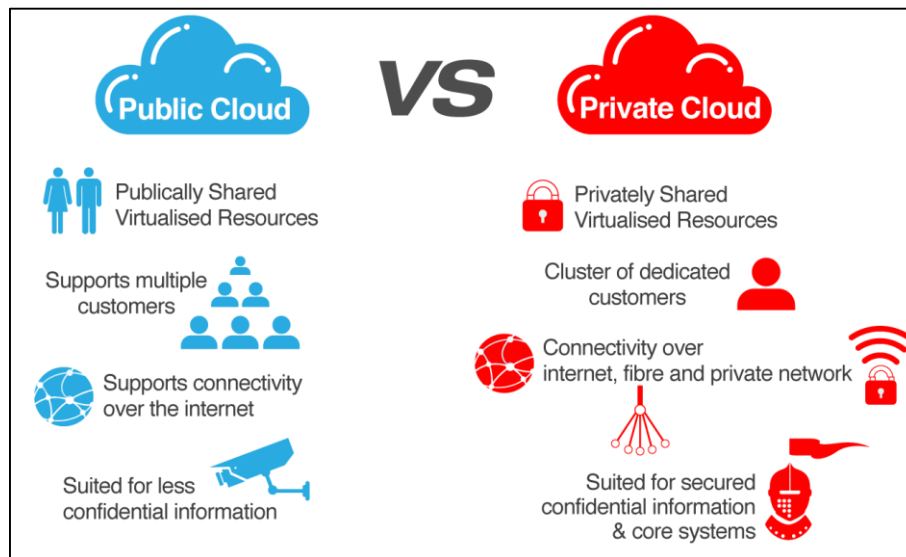 Public Cloud
VS
Private Cloud
Publically Shared
Virtualised Resources
Supports multiple
customers
Supports connectivity
over the internet
Suited for less
confidential information
Privately Shared
Virtualised Resources
Cluster of dedicated
customers
Connectivity over
internet, fibre and private network
Suited for secured
confidential information
& core systems